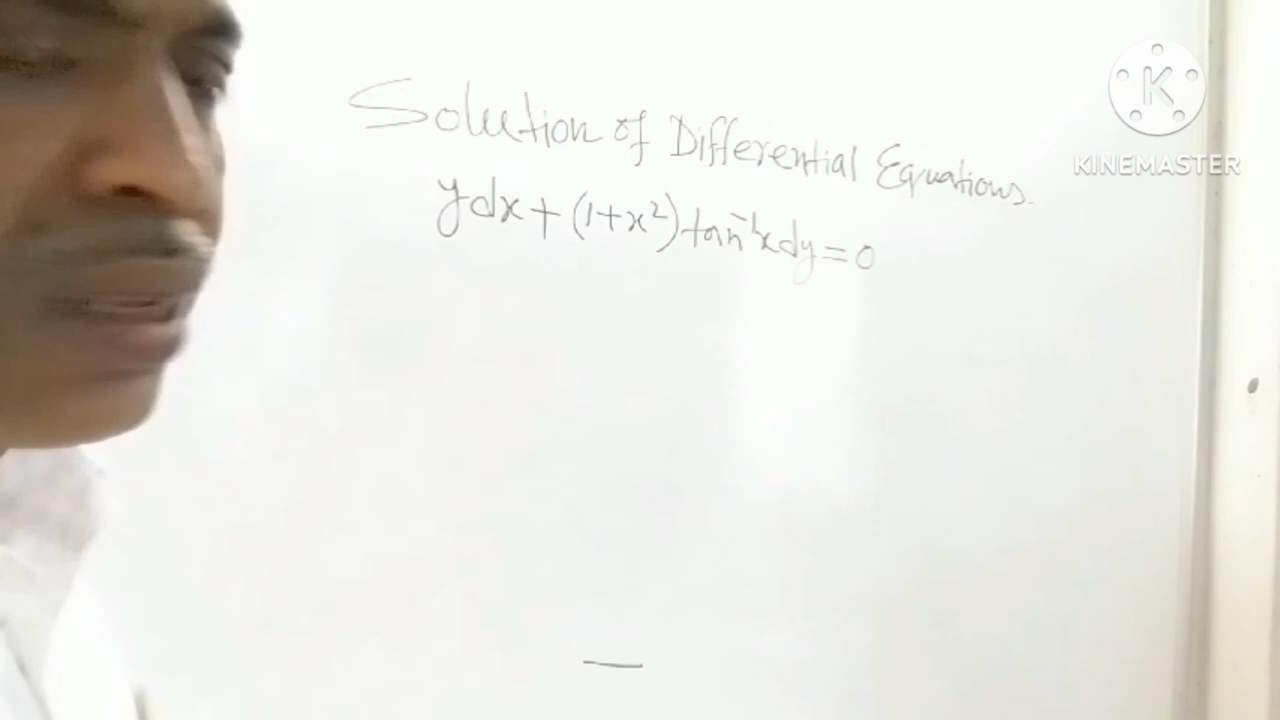 Solution of Differential Equations.
ydx + (1+x²) tan⁻¹x dy = 0
K
KINEMASTER